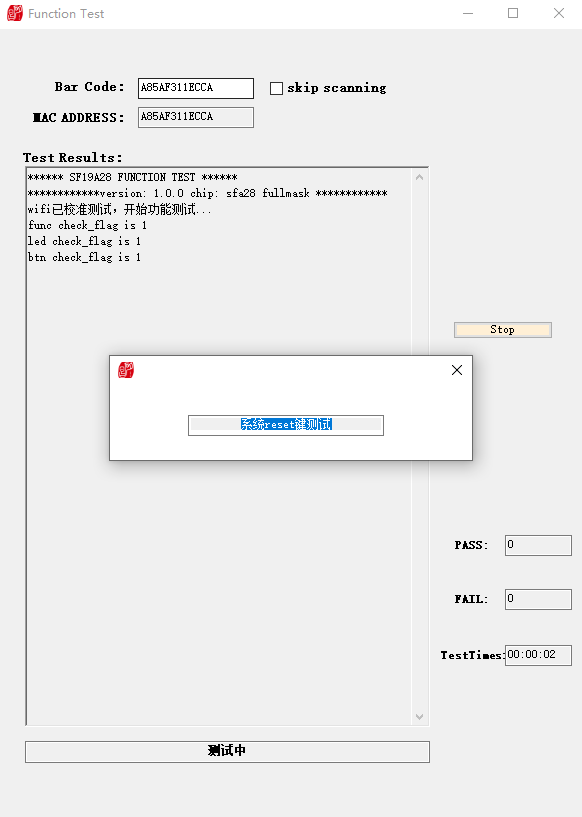 Function Test
Bar Code: A85AF311ECCA skip scanning
MAC ADDRESS: A85AF311ECCA
Test Results:
****** SF19A28 FUNCTION TEST ******
************version: 1.0.0 chip: sfa28 fullmask ************
wifi已校准测试，开始功能测试...
func check_flag is 1
led check_flag is 1
btn check_flag is 1
Stop
系统reset键测试
PASS: 0
FAIL: 0
TestTimes: 00:00:02
测试中